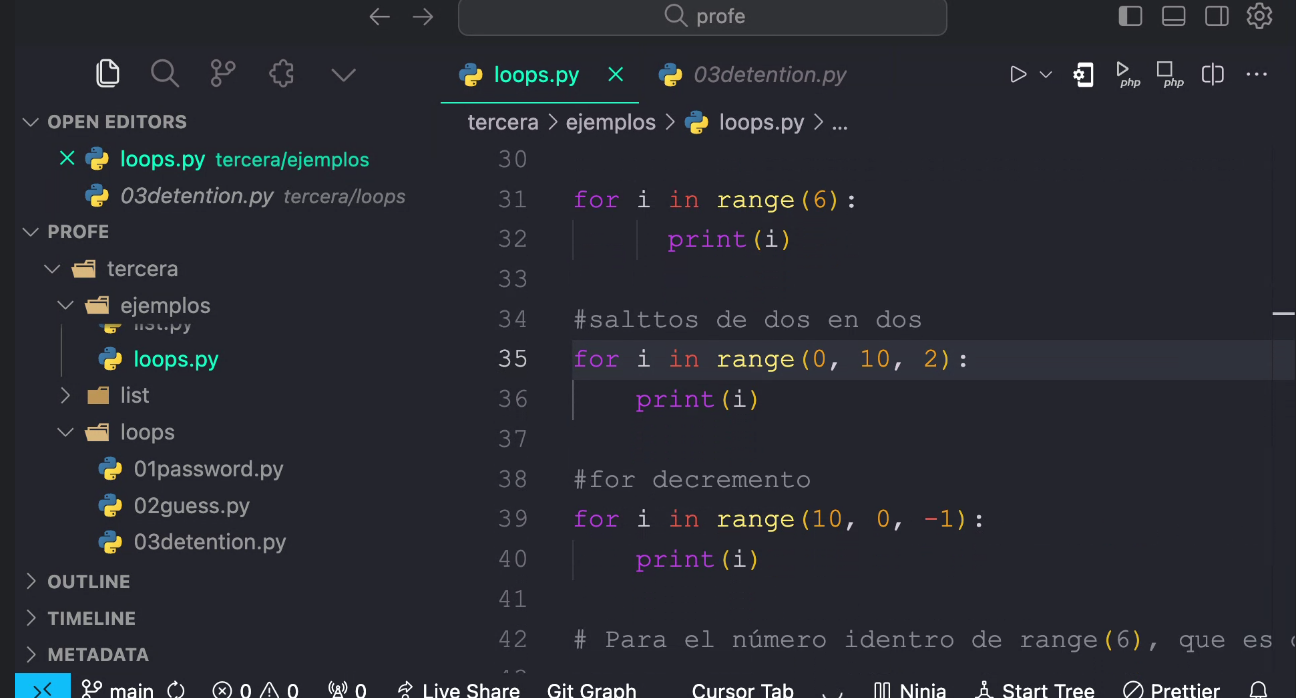 profe
loops.py
03detention.py
php
php
OPEN EDITORS
loops.py tercera/ejemplos
03detention.py tercera/loops
PROFE
tercera
ejemplos
list.py
loops.py
list
loops
01password.py
02guess.py
03detention.py
OUTLINE
TIMELINE
METADATA
tercera > ejemplos > loops.py > ...
30
31 for i in range(6):
32 print(i)
33
34 #salttos de dos en dos
35 for i in range(0, 10, 2):
36 print(i)
37
38 #for decremento
39 for i in range(10, 0, -1):
40 print(i)
41
42 # Para el número identro de range(6), que es
main 0 0 0 Live Share Git Graph Cursor Tab Ninja Start Tree Prettier